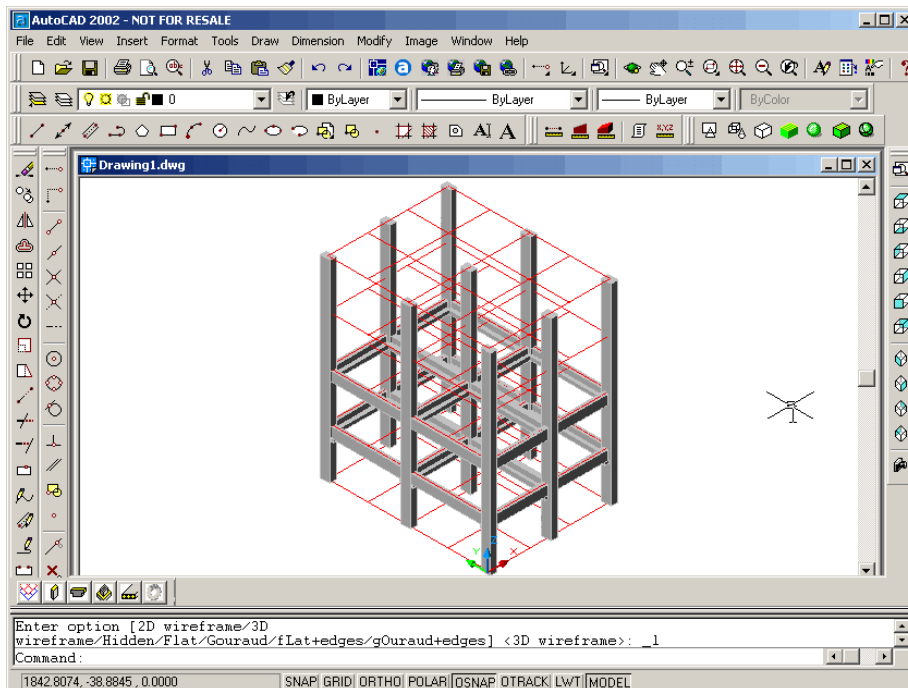 AutoCAD 2002 - NOT FOR RESALE
File Edit View Insert Format Tools Draw Dimension Modify Image Window Help
0 ByLayer ByLayer ByLayer ByColor
Drawing1.dwg
Y Z X
Enter option [2D wireframe/3D
wireframe/Hidden/Flat/Gouraud/fLat+edges/gOuraud+edges] <3D wireframe>: _l
Command:
1842.8074, -38.8845 , 0.0000 SNAP GRID ORTHO POLAR OSNAP OTRACK LWT MODEL